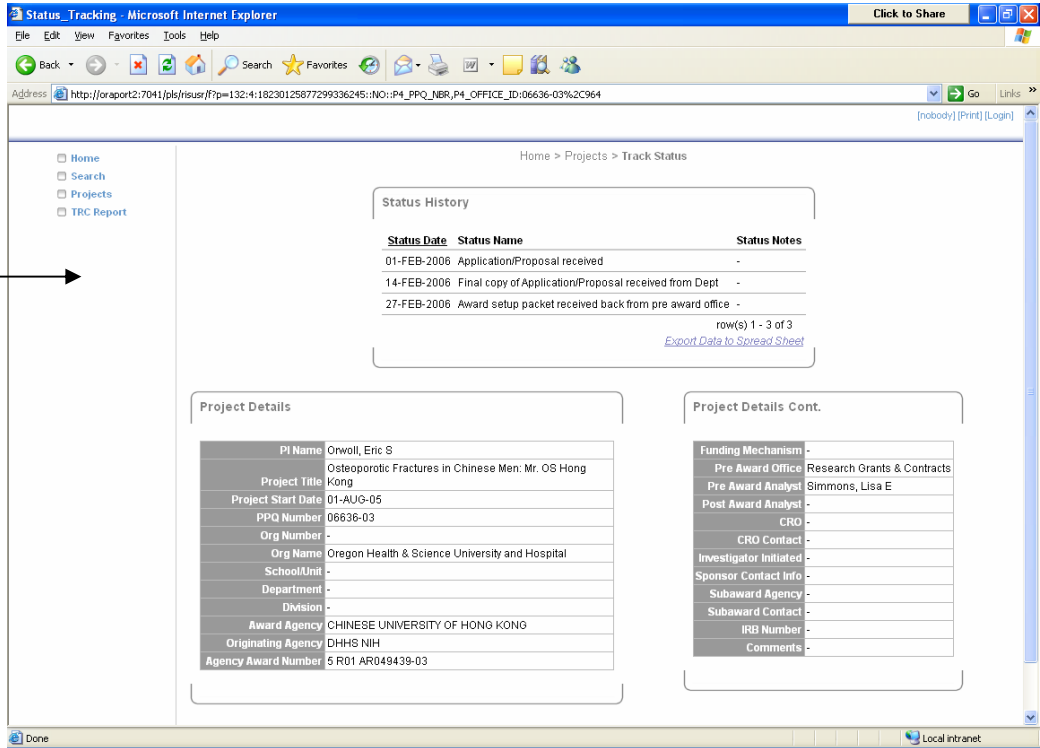 Status_Tracking - Microsoft Internet Explorer
Click to Share
File Edit View Favorites Tools Help
Back Search Favorites
Address http://oraport2:7041/pls/risusr/f?p=132:4:18230125877299336245::NO::P4_PPQ_NBR,P4_OFFICE_ID:06636-03%2C964 Go Links »
[nobody] [Print] [Login]
Home
Search
Projects
TRC Report
Home > Projects > Track Status
Status History
Status Date Status Name Status Notes
01-FEB-2006 Application/Proposal received -
14-FEB-2006 Final copy of Application/Proposal received from Dept -
27-FEB-2006 Award setup packet received back from pre award office -
row(s) 1 - 3 of 3
Export Data to Spread Sheet
Project Details
PI Name Orwoll, Eric S
Project Title Osteoporotic Fractures in Chinese Men: Mr. OS Hong
Kong
Project Start Date 01-AUG-05
PPQ Number 06636-03
Org Number -
Org Name Oregon Health & Science University and Hospital
School/Unit -
Department -
Division -
Award Agency CHINESE UNIVERSITY OF HONG KONG
Originating Agency DHHS NIH
Agency Award Number 5 R01 AR049439-03
Project Details Cont.
Funding Mechanism -
Pre Award Office Research Grants & Contracts
Pre Award Analyst Simmons, Lisa E
Post Award Analyst -
CRO -
CRO Contact -
Investigator Initiated -
Sponsor Contact Info -
Subaward Agency -
Subaward Contact -
IRB Number -
Comments -
Done
Local intranet